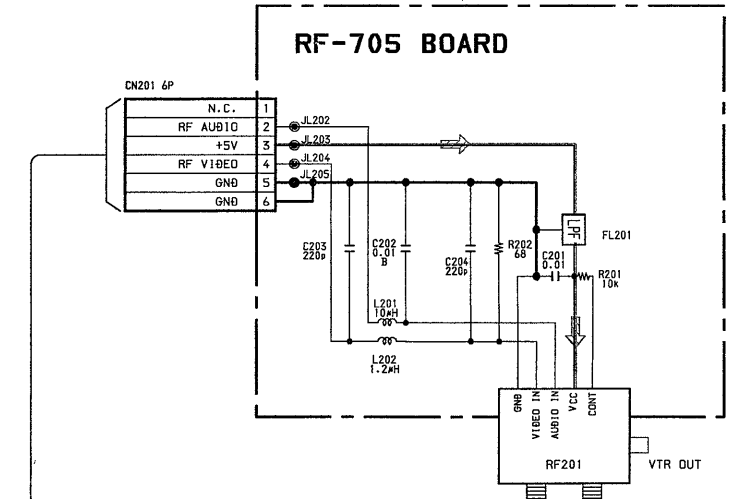 RF-705 BOARD
CN201 6P
N.C. 1
RF AUDIO 2 JL202
+5V 3 JL203
RF VIDEO 4 JL204
GND 5 JL205
GND 6
LPF
FL201
C203
220p
C202
0.01
B
C204
220p
R202
68
C201
0.01
R201
10k
L201
10μH
L202
1.2μH
GND
VIDEO IN
AUDIO IN
VCC
CONT
RF201
VTR OUT